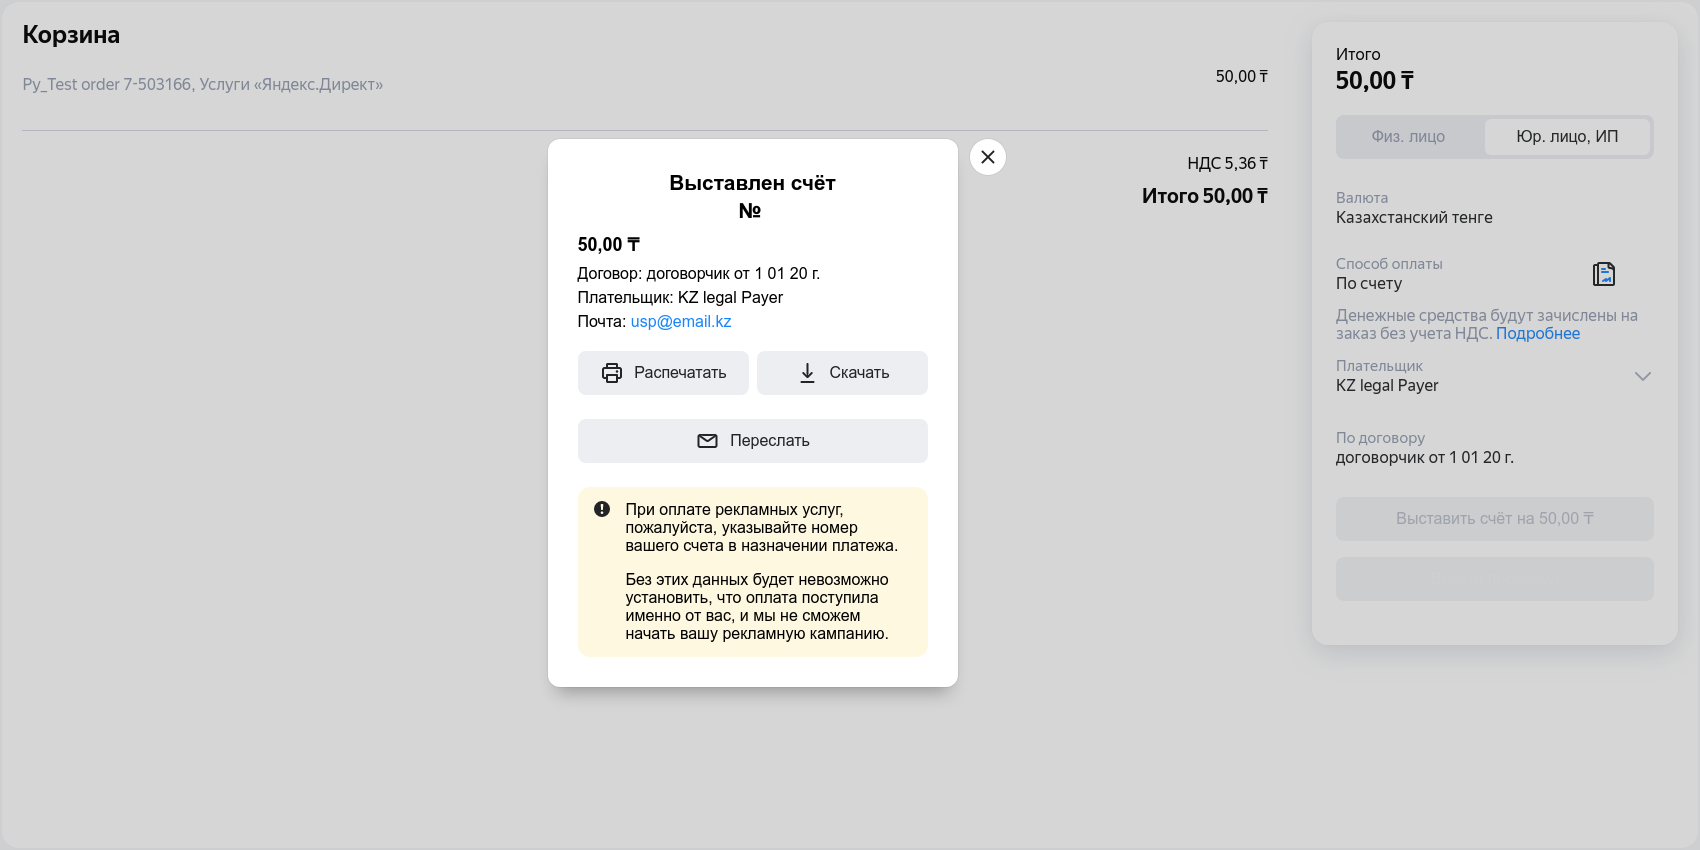 Корзина
Py_Test order 7-503166, Услуги «Яндекс.Директ»
50,00 ₸
НДС 5,36 ₸
Итого 50,00 ₸
Выставлен счёт
№
50,00 ₸
Договор: договорчик от 1 01 20 г.
Плательщик: KZ legal Payer
Почта: usp@email.kz
Распечатать
Скачать
Переслать
При оплате рекламных услуг,
пожалуйста, указывайте номер
вашего счета в назначении платежа.
Без этих данных будет невозможно
установить, что оплата поступила
именно от вас, и мы не сможем
начать вашу рекламную кампанию.
Итого
50,00 ₸
Физ. лицо
Юр. лицо, ИП
Валюта
Казахстанский тенге
Способ оплаты
По счету
Денежные средства будут зачислены на
заказ без учета НДС. Подробнее
Плательщик
KZ legal Payer
По договору
договорчик от 1 01 20 г.
Выставить счёт на 50,00 ₸